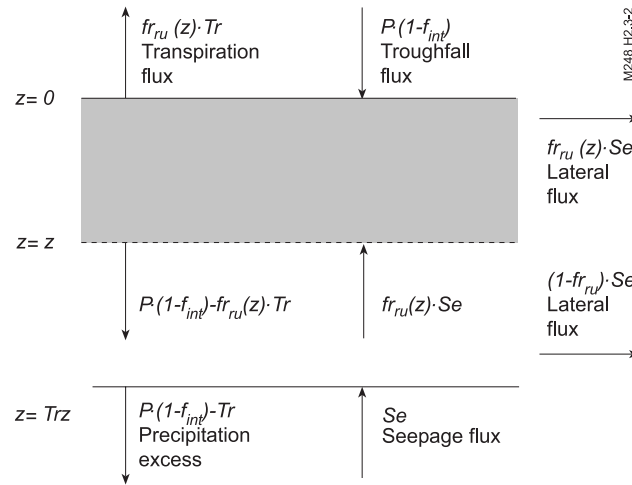 fr_ru (z)·Tr
Transpiration
flux
P·(1-f_int)
Troughfall
flux
M248 H2.3-2
z= 0
fr_ru (z)·Se
Lateral
flux
z= z
P·(1-f_int)-fr_ru(z)·Tr
fr_ru(z)·Se
(1-fr_ru)·Se
Lateral
flux
z= Trz
P·(1-f_int)-Tr
Precipitation
excess
Se
Seepage flux